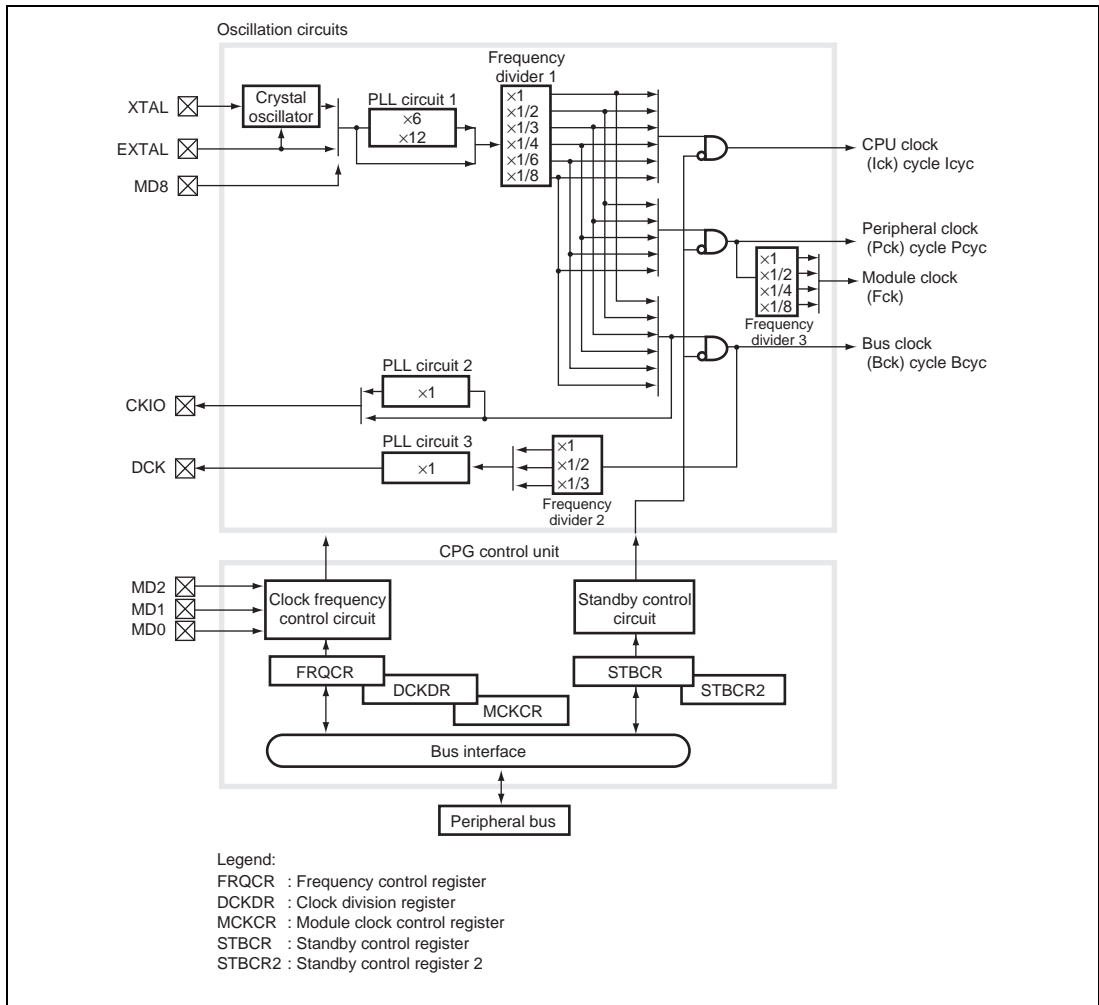 Oscillation circuits
Frequency
divider 1
XTAL
Crystal
oscillator
PLL circuit 1
×6
×12
×1
×1/2
×1/3
×1/4
×1/6
×1/8
EXTAL
MD8
CPU clock
(Ick) cycle Icyc
Peripheral clock
(Pck) cycle Pcyc
×1
×1/2
×1/4
×1/8
Frequency
divider 3
Module clock
(Fck)
Bus clock
(Bck) cycle Bcyc
PLL circuit 2
×1
CKIO
PLL circuit 3
×1
DCK
×1
×1/2
×1/3
Frequency
divider 2
CPG control unit
MD2
MD1
MD0
Clock frequency
control circuit
Standby control
circuit
FRQCR
DCKDR
MCKCR
STBCR
STBCR2
Bus interface
Peripheral bus
Legend:
FRQCR : Frequency control register
DCKDR : Clock division register
MCKCR : Module clock control register
STBCR : Standby control register
STBCR2 : Standby control register 2